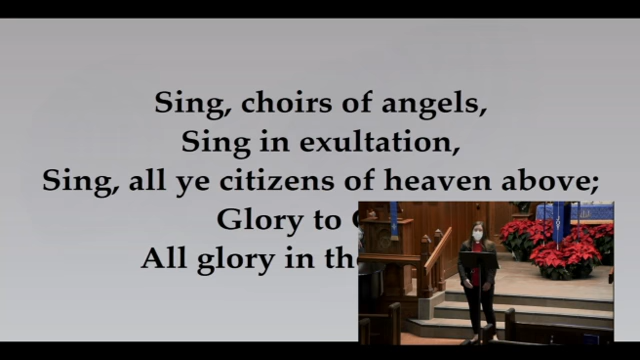 Sing, choirs of angels,
Sing in exultation,
Sing, all ye citizens of heaven above;
Glory to
All glory in